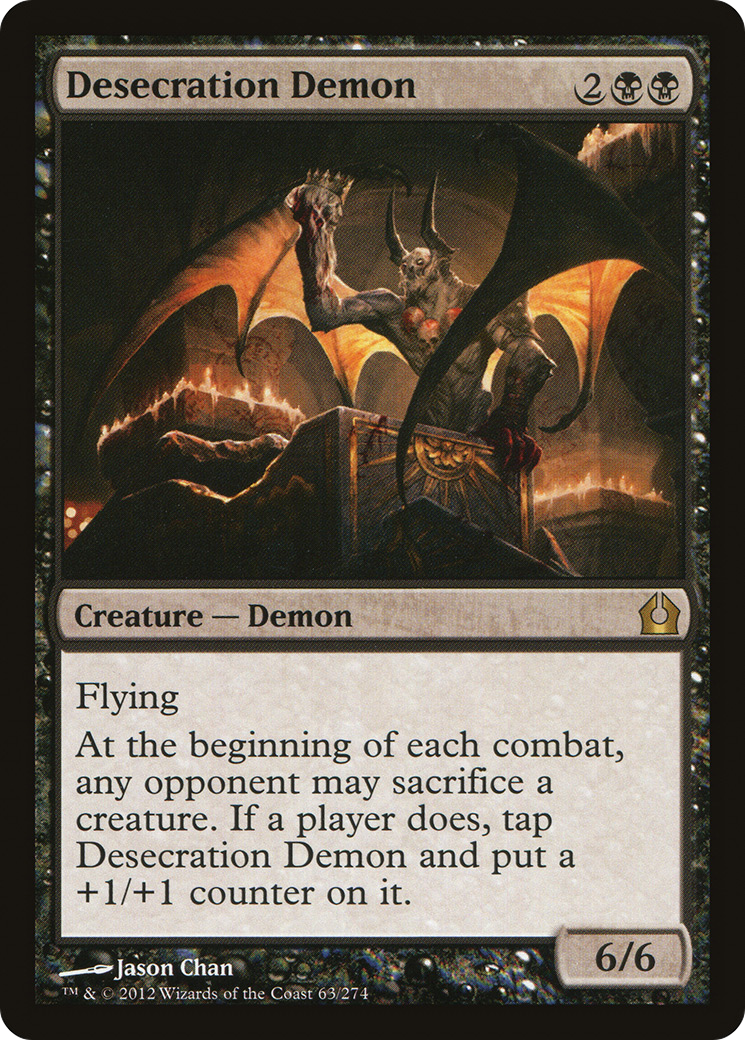 Desecration Demon 2
Creature — Demon
Flying
At the beginning of each combat,
any opponent may sacrifice a
creature. If a player does, tap
Desecration Demon and put a
+1/+1 counter on it.
6/6
Jason Chan
™ & © 2012 Wizards of the Coast 63/274